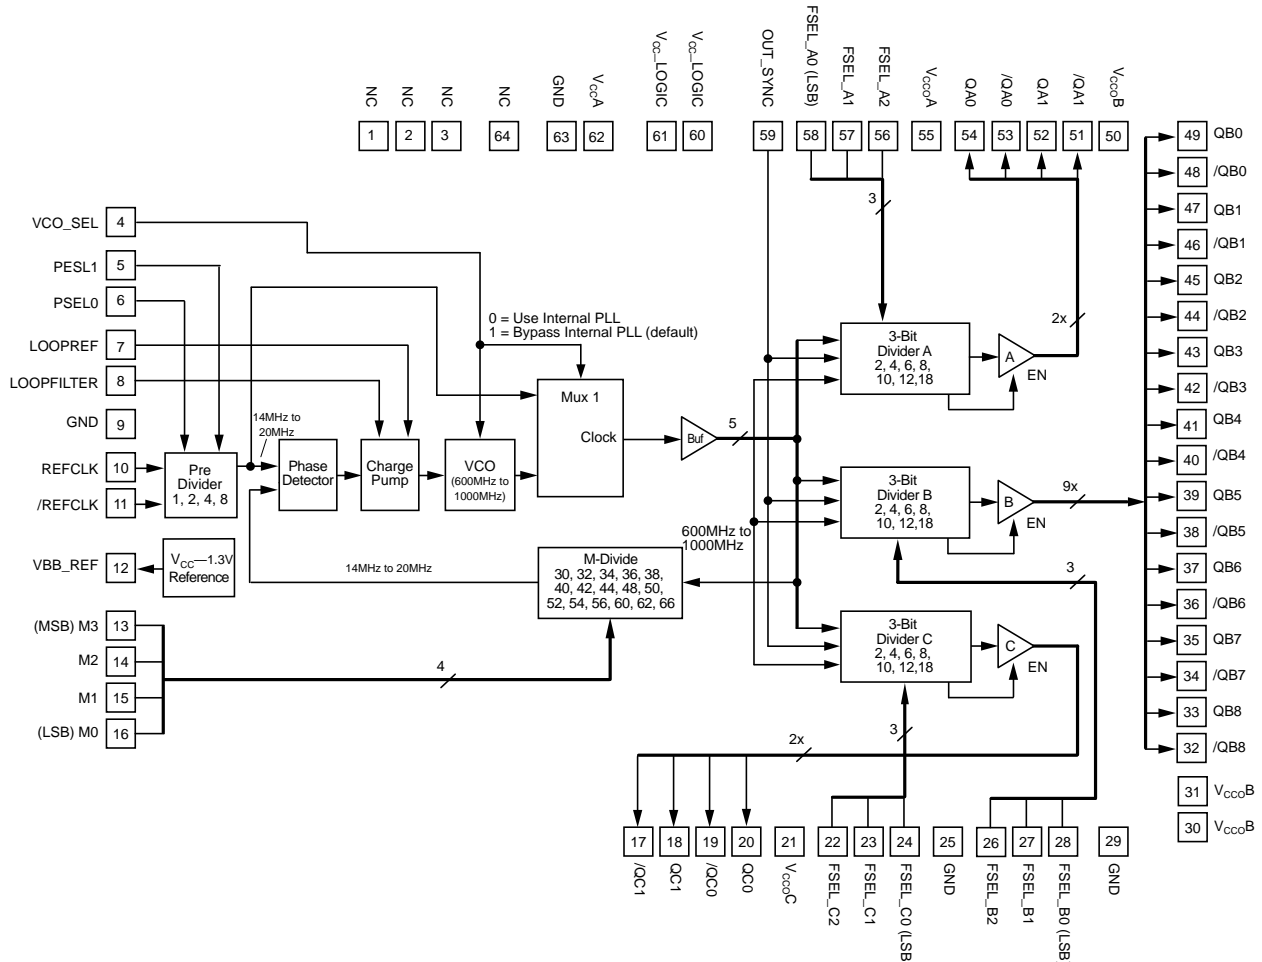 NC
NC
NC
NC
GND
VCCA
VCC_LOGIC
VCC_LOGIC
OUT_SYNC
FSEL_A0 (LSB)
FSEL_A1
FSEL_A2
VCCOA
QA0
/QA0
QA1
/QA1
VCCOB
1
2
3
64
63
62
61
60
59
58
57
56
55
54
53
52
51
50
49 QB0
48 /QB0
47 QB1
46 /QB1
45 QB2
44 /QB2
43 QB3
42 /QB3
41 QB4
40 /QB4
39 QB5
38 /QB5
37 QB6
36 /QB6
35 QB7
34 /QB7
33 QB8
32 /QB8
31 VCCOB
30 VCCOB
VCO_SEL 4
PESL1 5
PSEL0 6
LOOPREF 7
LOOPFILTER 8
GND 9
REFCLK 10
/REFCLK 11
VBB_REF 12
(MSB) M3 13
M2 14
M1 15
(LSB) M0 16
0 = Use Internal PLL
1 = Bypass Internal PLL (default)
14MHz to
20MHz
Pre
Divider
1, 2, 4, 8
Phase
Detector
Charge
Pump
VCO
(600MHz to
1000MHz)
Mux 1
Clock
Buf
5
3
3-Bit
Divider A
2, 4, 6, 8,
10, 12,18
A
EN
2x
3-Bit
Divider B
2, 4, 6, 8,
10, 12,18
B
EN
9x
600MHz to
1000MHz
3
VCC—1.3V
Reference
14MHz to 20MHz
M-Divide
30, 32, 34, 36, 38,
40, 42, 44, 48, 50,
52, 54, 56, 60, 62, 66
4
3-Bit
Divider C
2, 4, 6, 8,
10, 12,18
C
EN
3
2x
17
18
19
20
21
22
23
24
25
26
27
28
29
/QC1
QC1
/QC0
QC0
VCCOC
FSEL_C2
FSEL_C1
FSEL_C0 (LSB
GND
FSEL_B2
FSEL_B1
FSEL_B0 (LSB
GND